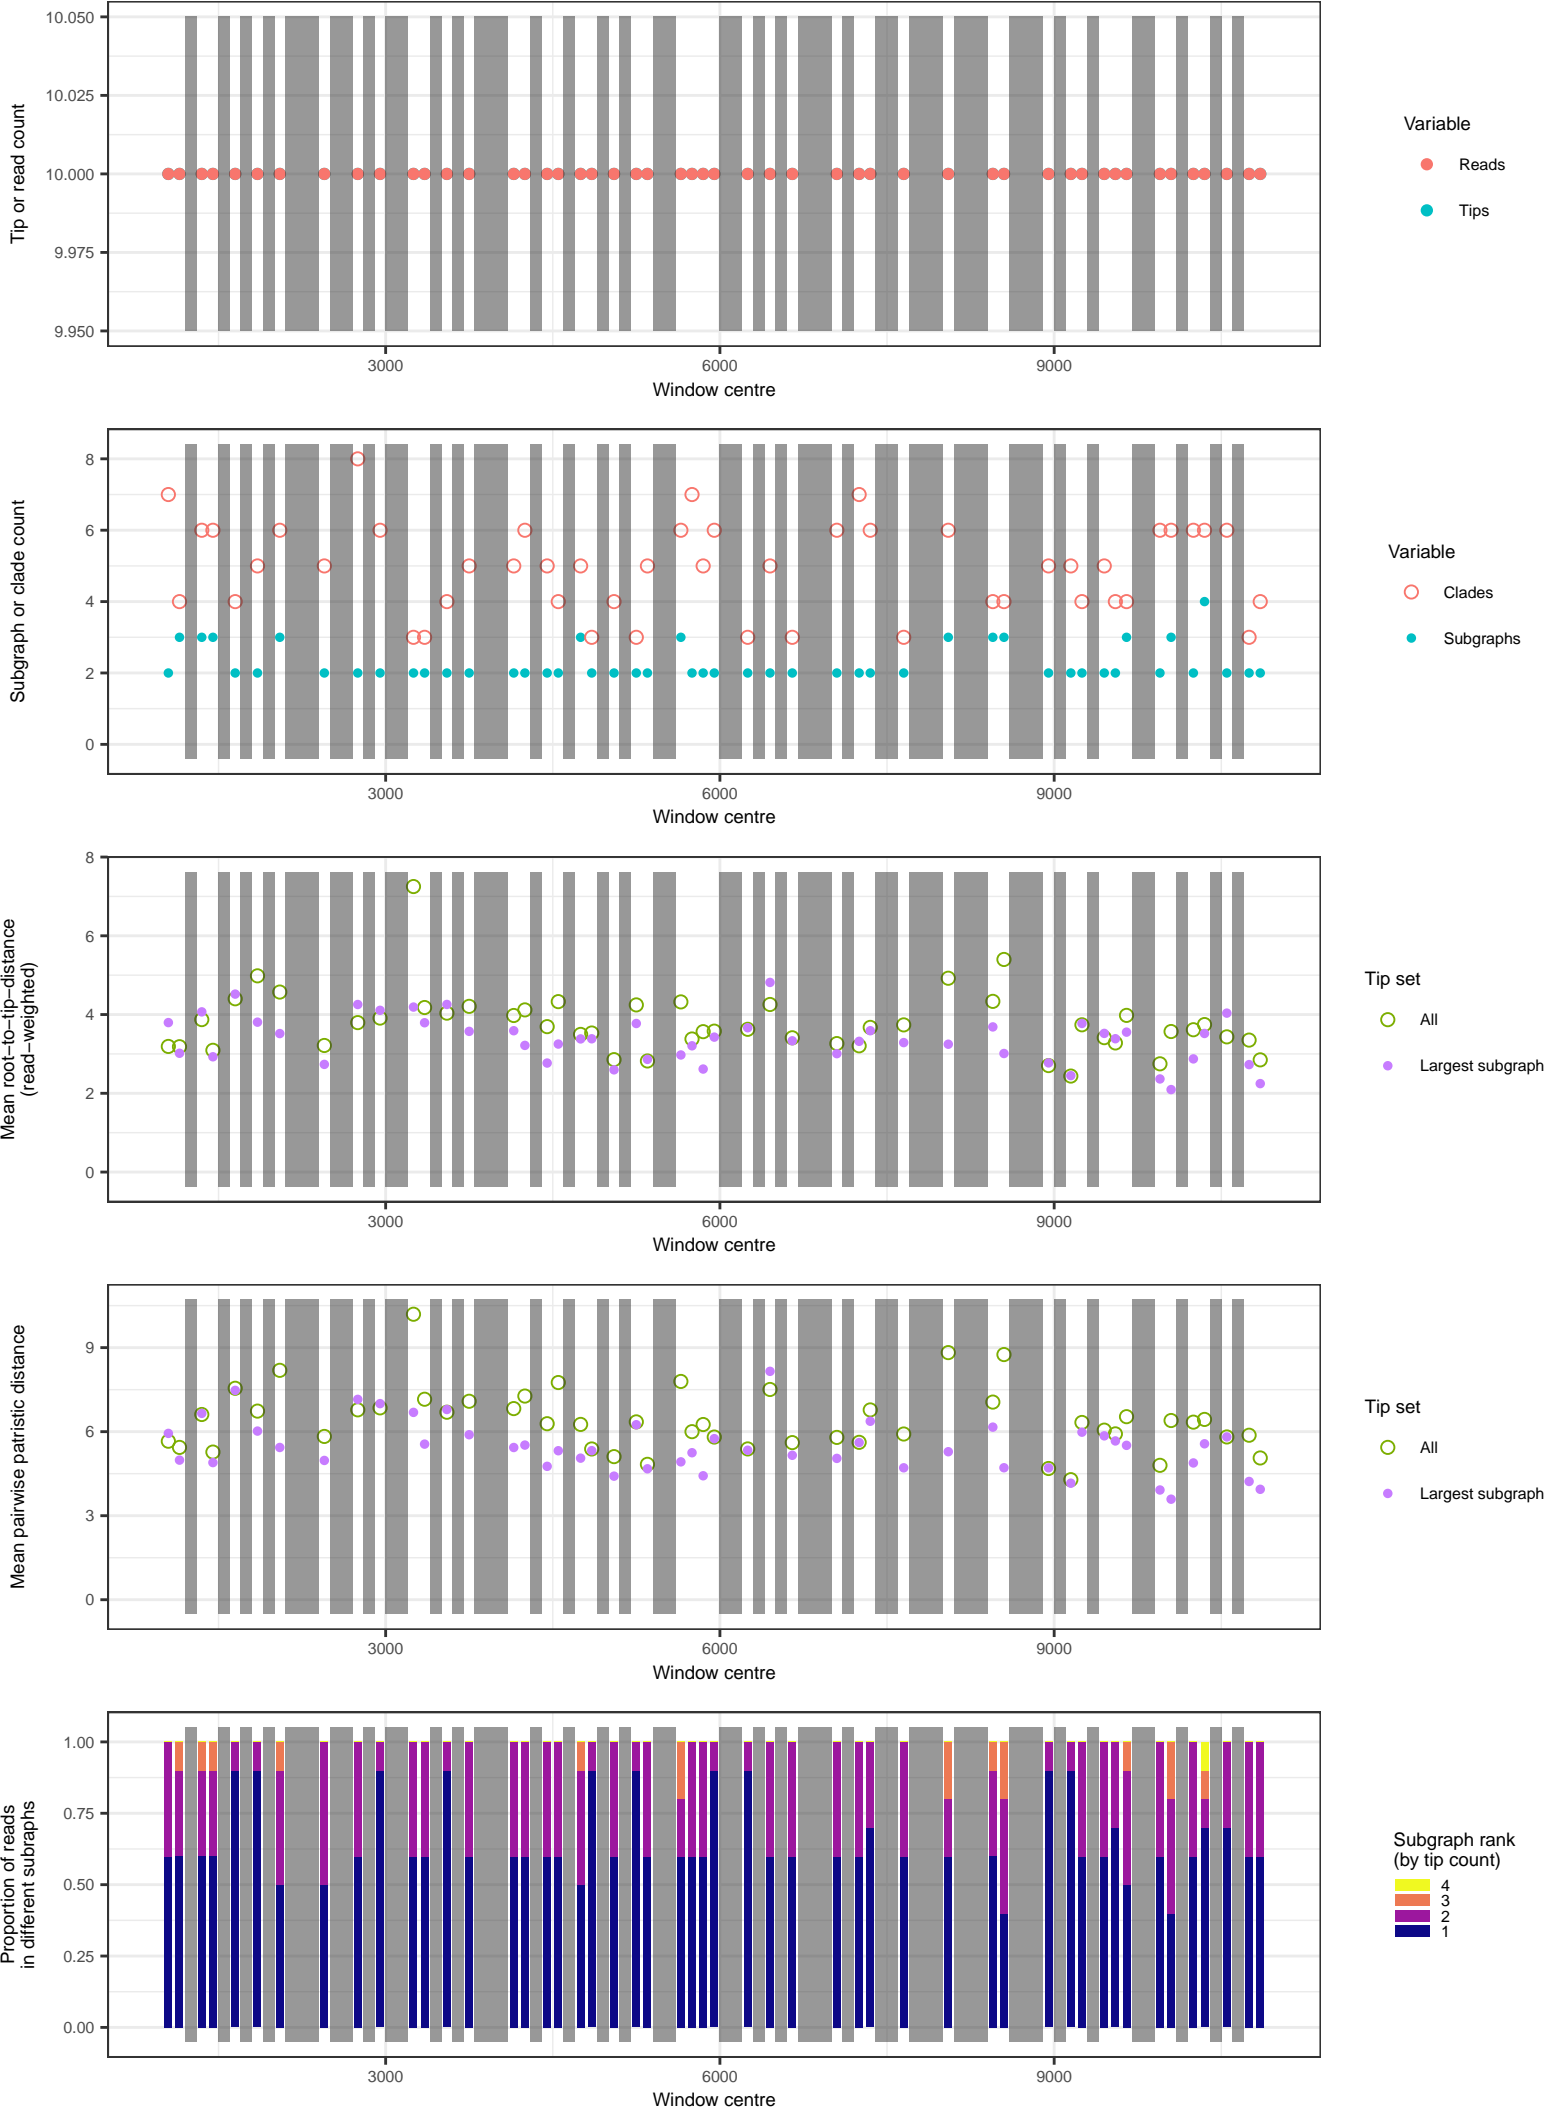 10.050
10.025
10.000
9.975
9.950
Tip or read count
3000
6000
9000
Window centre
Variable
Reads
Tips
8
6
4
2
0
Subgraph or clade count
3000
6000
9000
Window centre
Variable
Clades
Subgraphs
8
6
4
2
0
Mean root−to−tip−distance
(read−weighted)
3000
6000
9000
Window centre
Tip set
All
Largest subgraph
9
6
3
0
Mean pairwise patristic distance
3000
6000
9000
Window centre
Tip set
All
Largest subgraph
1.00
0.75
0.50
0.25
0.00
Proportion of reads
in different subraphs
3000
6000
9000
Window centre
Subgraph rank
(by tip count)
4
3
2
1